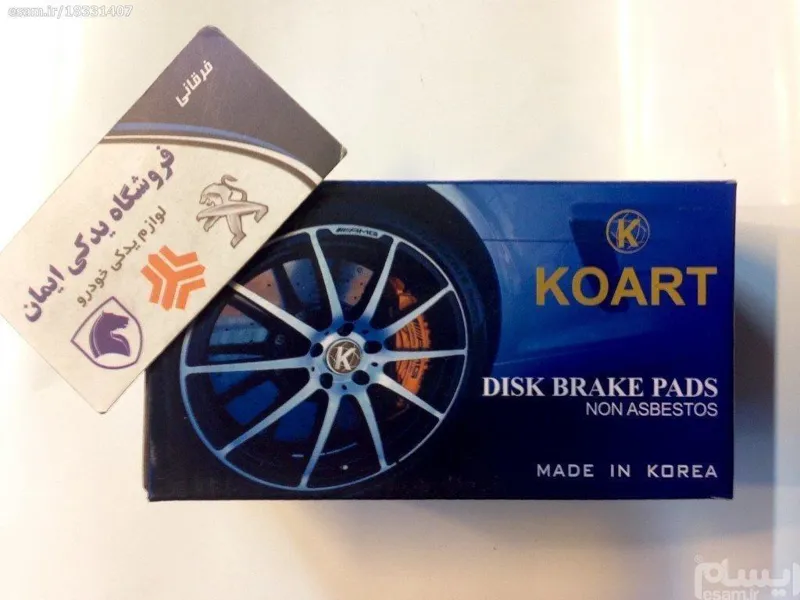 esam.ir/18331407
فرقانی
فروشگاه یدکی ایمان
لوازم یدکی خودرو
K
KOART
DISK BRAKE PADS
NON ASBESTOS
MADE IN KOREA
AMG
K
ایسام
esam.ir